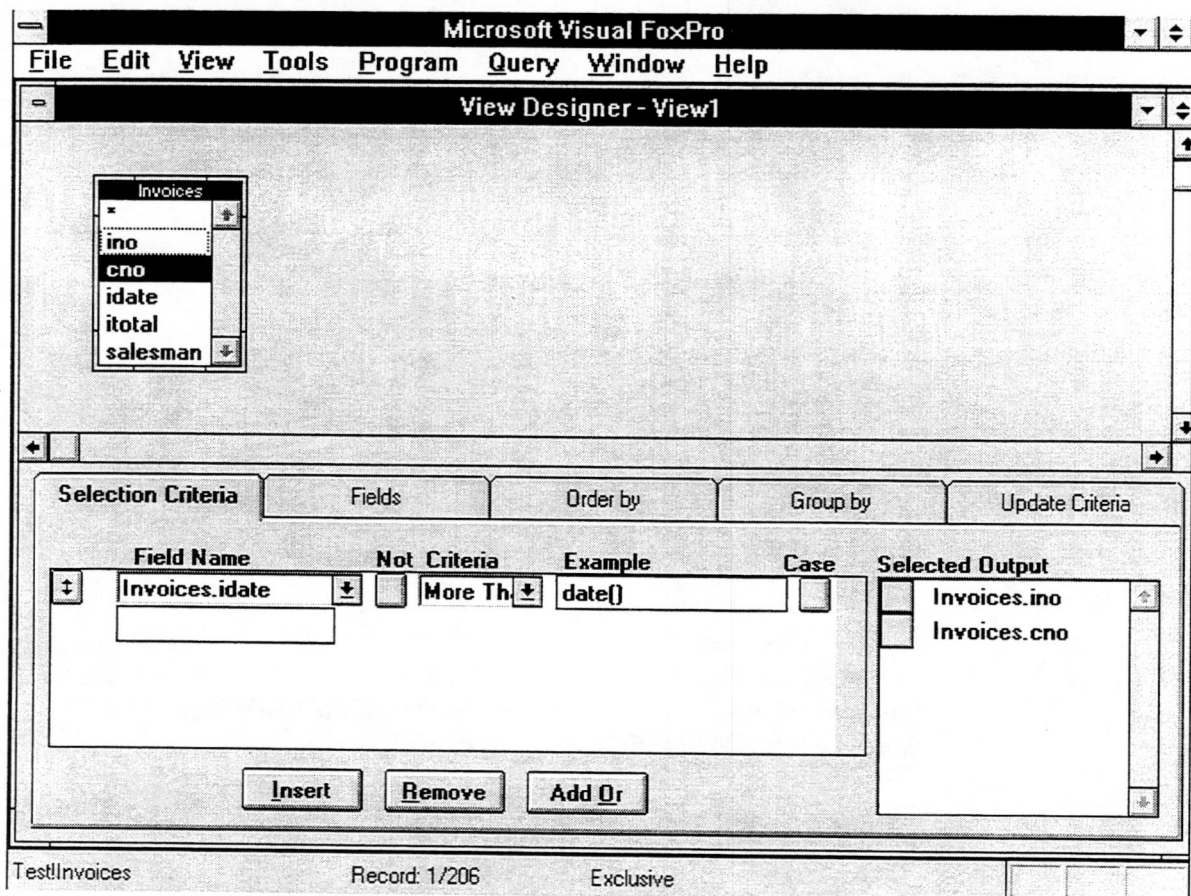 Microsoft Visual FoxPro
File Edit View Tools Program Query Window Help
View Designer - View1
Invoices
*
ino
cno
idate
itotal
salesman
Selection Criteria Fields Order by Group by Update Criteria
Field Name Not Criteria Example Case Selected Output
Invoices.idate More Th date() Invoices.ino
Invoices.cno
Insert Remove Add Or
Test!Invoices Record: 1/206 Exclusive